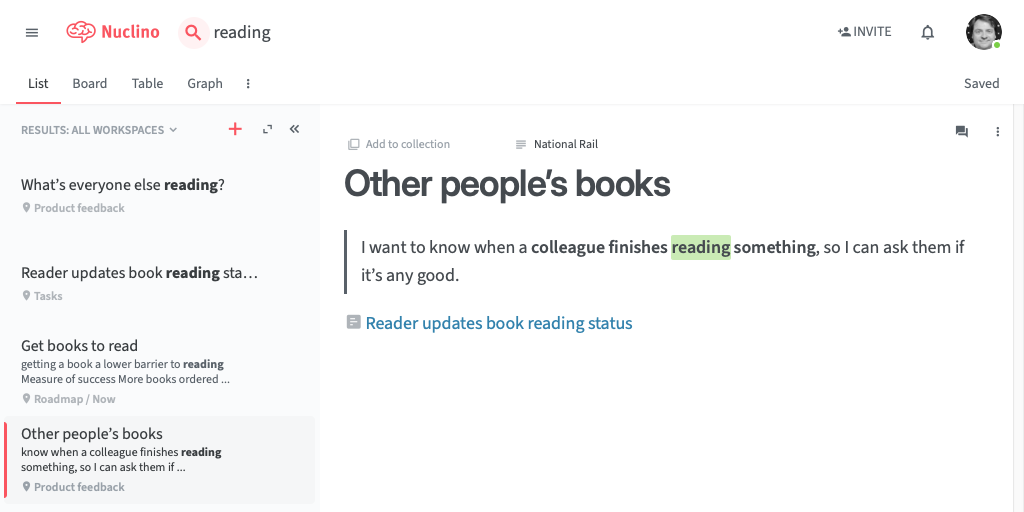 Nuclino
reading
INVITE
List
Board
Table
Graph
Saved
RESULTS: ALL WORKSPACES
What’s everyone else reading?
Product feedback
Reader updates book reading sta…
Tasks
Get books to read
getting a book a lower barrier to reading
Measure of success More books ordered ...
Roadmap / Now
Other people’s books
know when a colleague finishes reading
something, so I can ask them if ...
Product feedback
Add to collection
National Rail
Other people’s books
I want to know when a colleague finishes reading something, so I can ask them if
it’s any good.
Reader updates book reading status